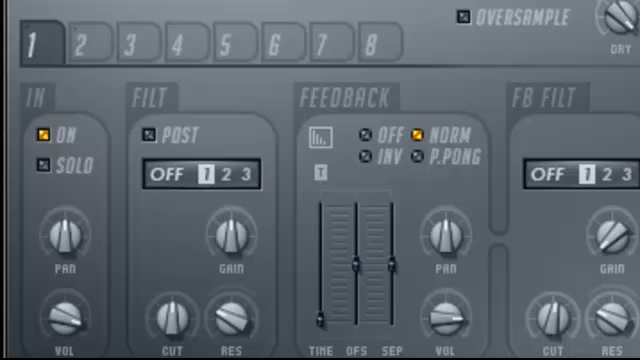 OVERSAMPLE
DRY
1 2 3 4 5 6 7 8
IN FILT FEEDBACK FB FILT
ON POST OFF NORM
SOLO INV P.PONG
T
OFF 1 2 3 OFF 1 2 3
PAN GAIN PAN GAIN
VOL CUT RES TIME OFS SEP VOL CUT RES